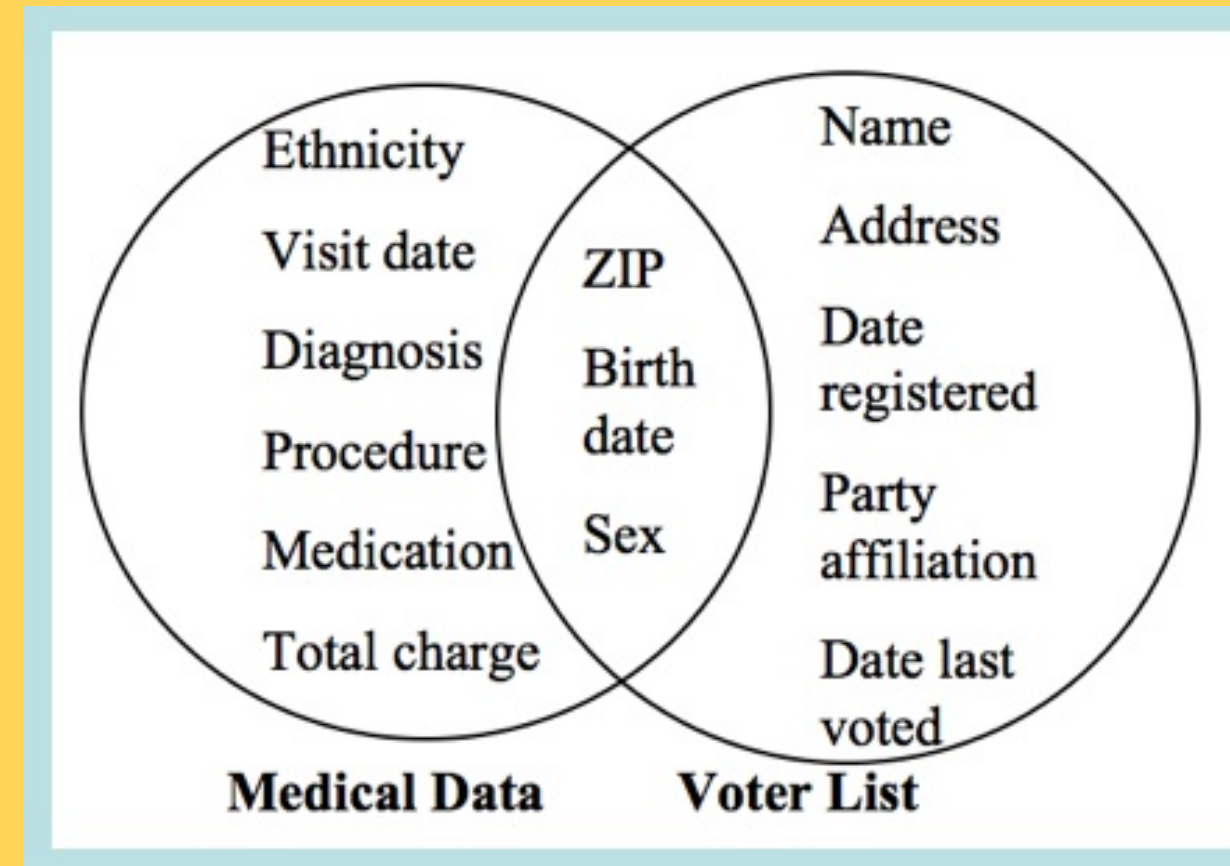 Ethnicity
Visit date
Diagnosis
Procedure
Medication
Total charge
ZIP
Birth
date
Sex
Name
Address
Date
registered
Party
affiliation
Date last
voted
Medical Data
Voter List